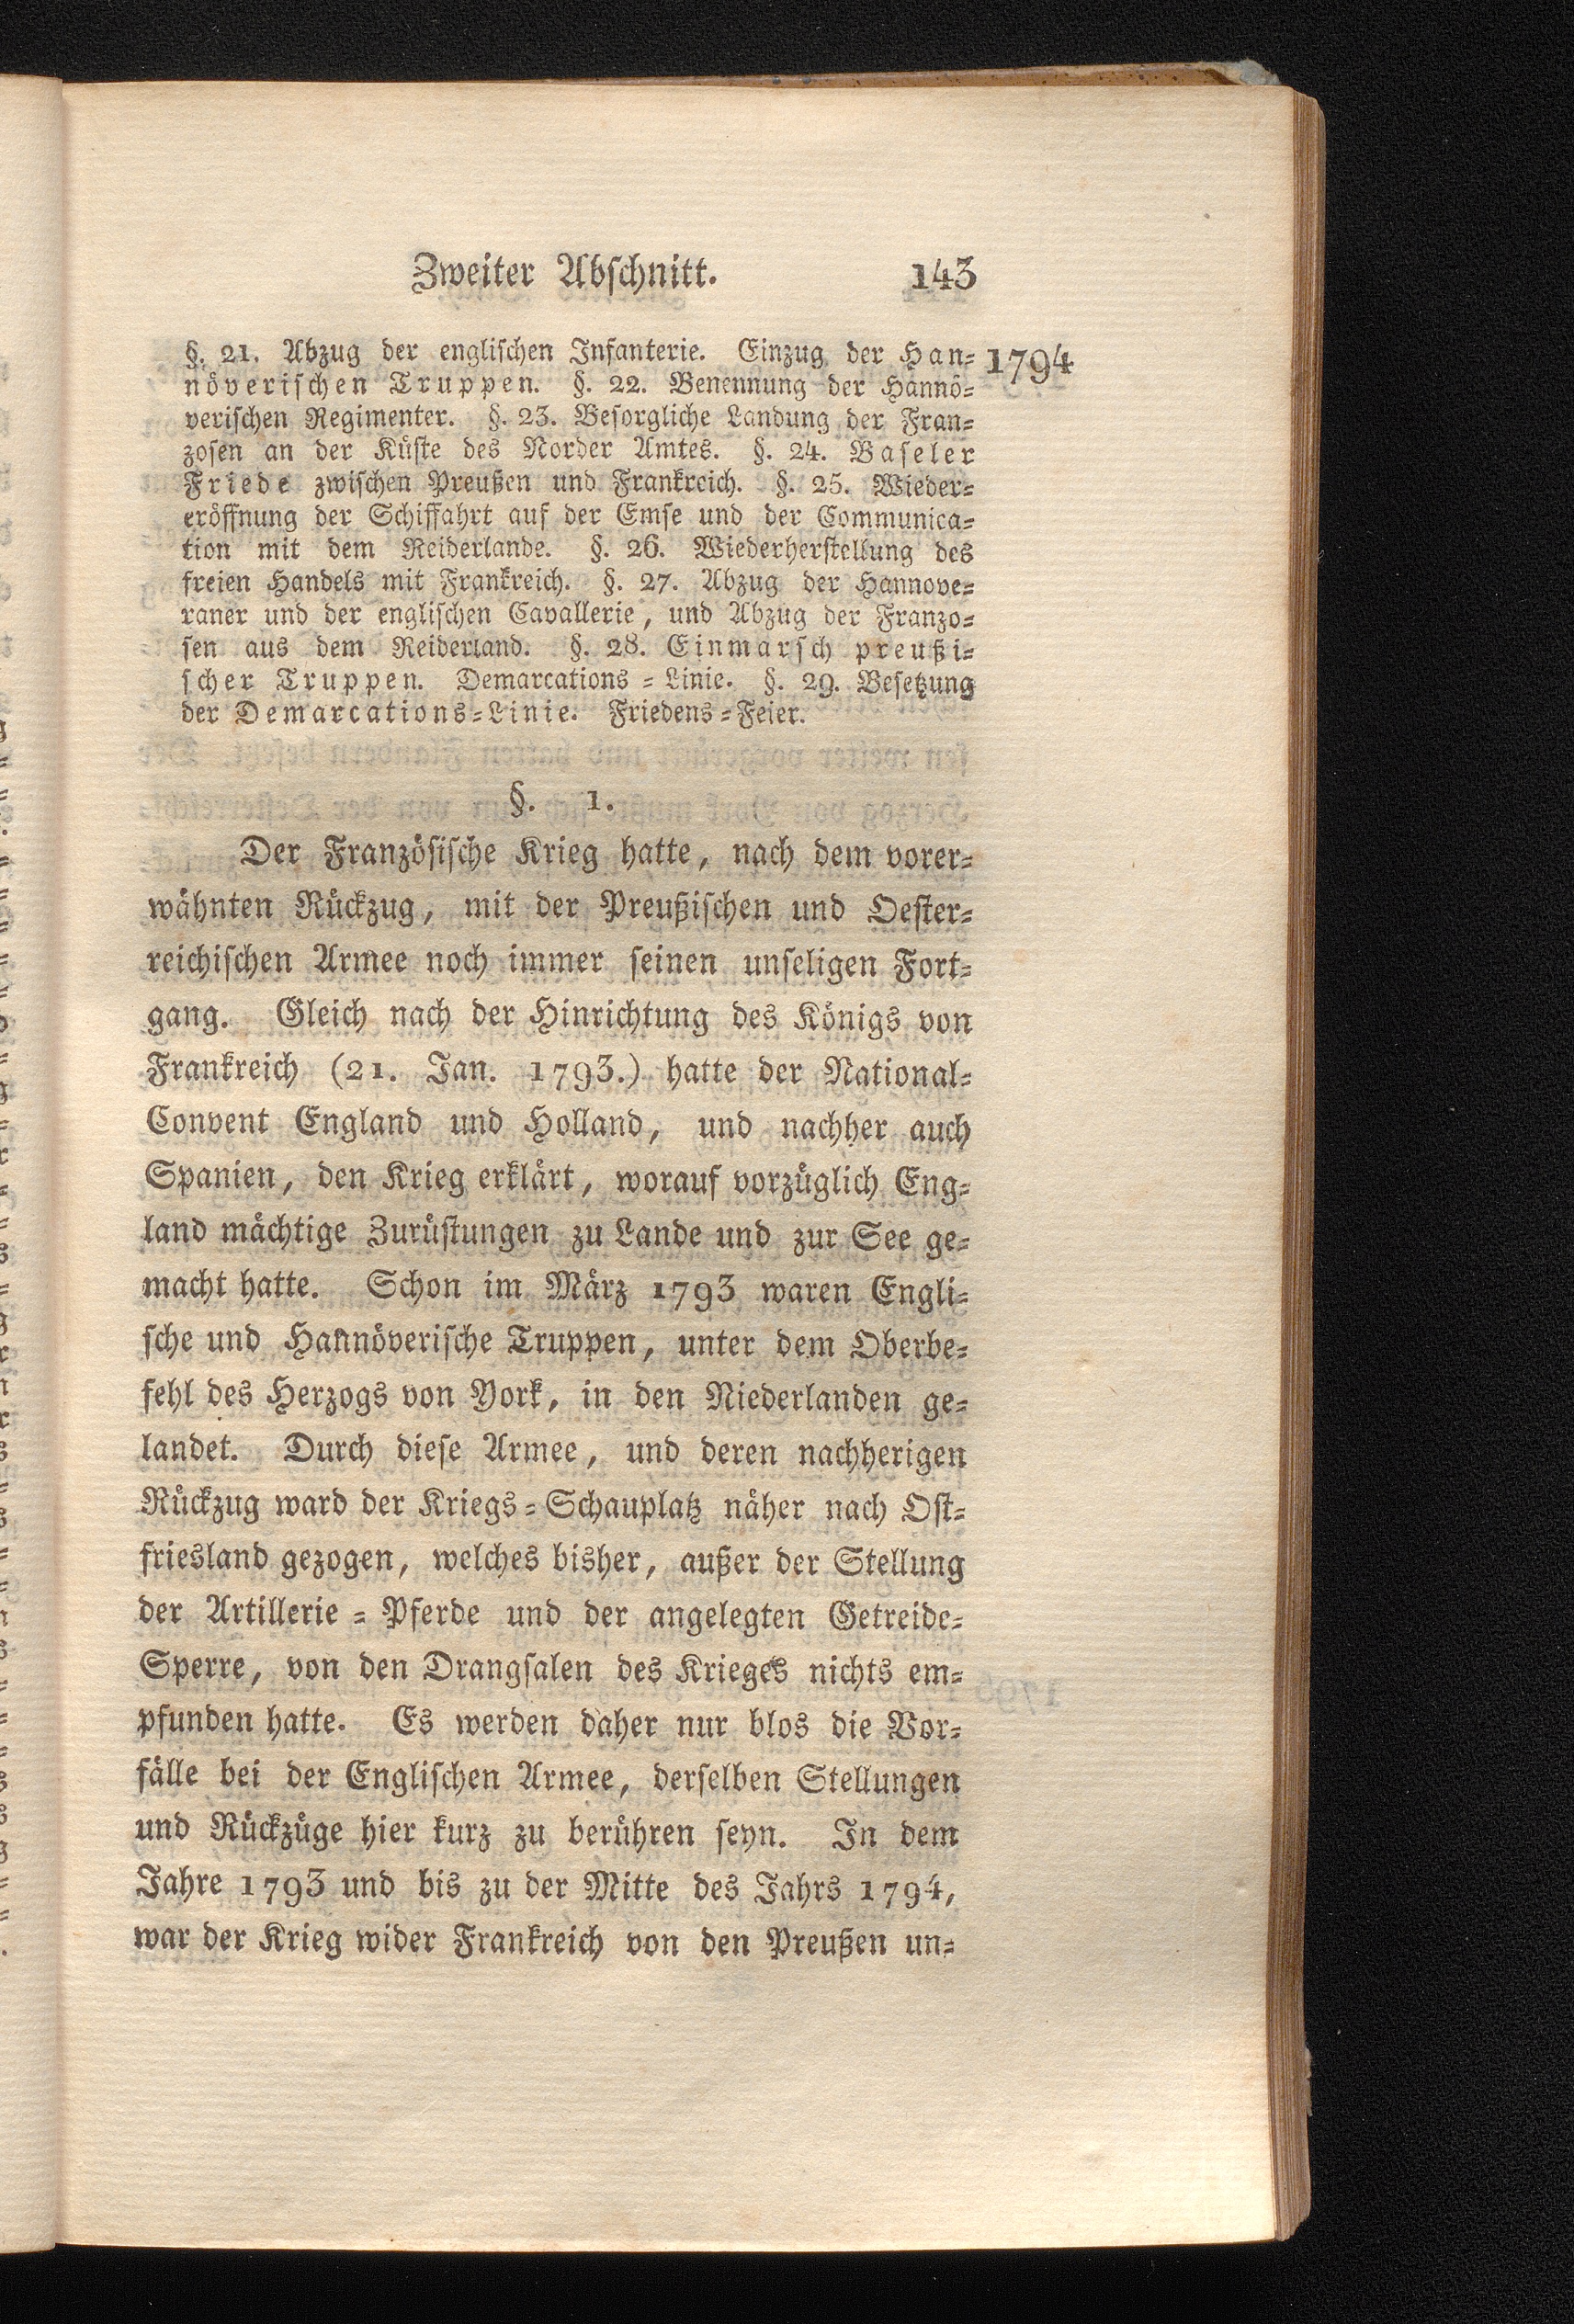 Zweiter Abschnitt. 143
§. 21. Abzug der englischen Infanterie. Einzug der Han= 1794
növerischen Truppen. §. 22. Benennung der Hannö=
verischen Regimenter. §. 23. Besorgliche Landung der Fran=
zosen an der Küste des Norder Amtes. §. 24. Baseler
Friede zwischen Preußen und Frankreich. §. 25. Wieder=
eröffnung der Schiffahrt auf der Emse und der Communica=
tion mit dem Reiderlande. §. 26. Wiederherstellung des
freien Handels mit Frankreich. §. 27. Abzug der Hannove=
raner und der englischen Cavallerie, und Abzug der Franzo=
sen aus dem Reiderland. §. 28. Einmarsch preußi=
scher Truppen. Demarcations=Linie. §. 29. Besetzung
der Demarcations=Linie. Friedens=Feier.
§. 1.
Der Französische Krieg hatte, nach dem vorer=
wähnten Rückzug, mit der Preußischen und Oester=
reichischen Armee noch immer seinen unseligen Fort=
gang. Gleich nach der Hinrichtung des Königs von
Frankreich (21. Jan. 1793.) hatte der National=
Convent England und Holland, und nachher auch
Spanien, den Krieg erklärt, worauf vorzüglich Eng=
land mächtige Zurüstungen zu Lande und zur See ge=
macht hatte. Schon im März 1793 waren Engli=
sche und Hannöverische Truppen, unter dem Oberbe=
fehl des Herzogs von York, in den Niederlanden ge=
landet. Durch diese Armee, und deren nachherigen
Rückzug ward der Kriegs=Schauplatz näher nach Ost=
friesland gezogen, welches bisher, außer der Stellung
der Artillerie=Pferde und der angelegten Getreide=
Sperre, von den Drangsalen des Krieges nichts em=
pfunden hatte. Es werden daher nur blos die Vor=
fälle bei der Englischen Armee, derselben Stellungen
und Rückzüge hier kurz zu berühren seyn. In dem
Jahre 1793 und bis zu der Mitte des Jahrs 1794,
war der Krieg wider Frankreich von den Preußen un=